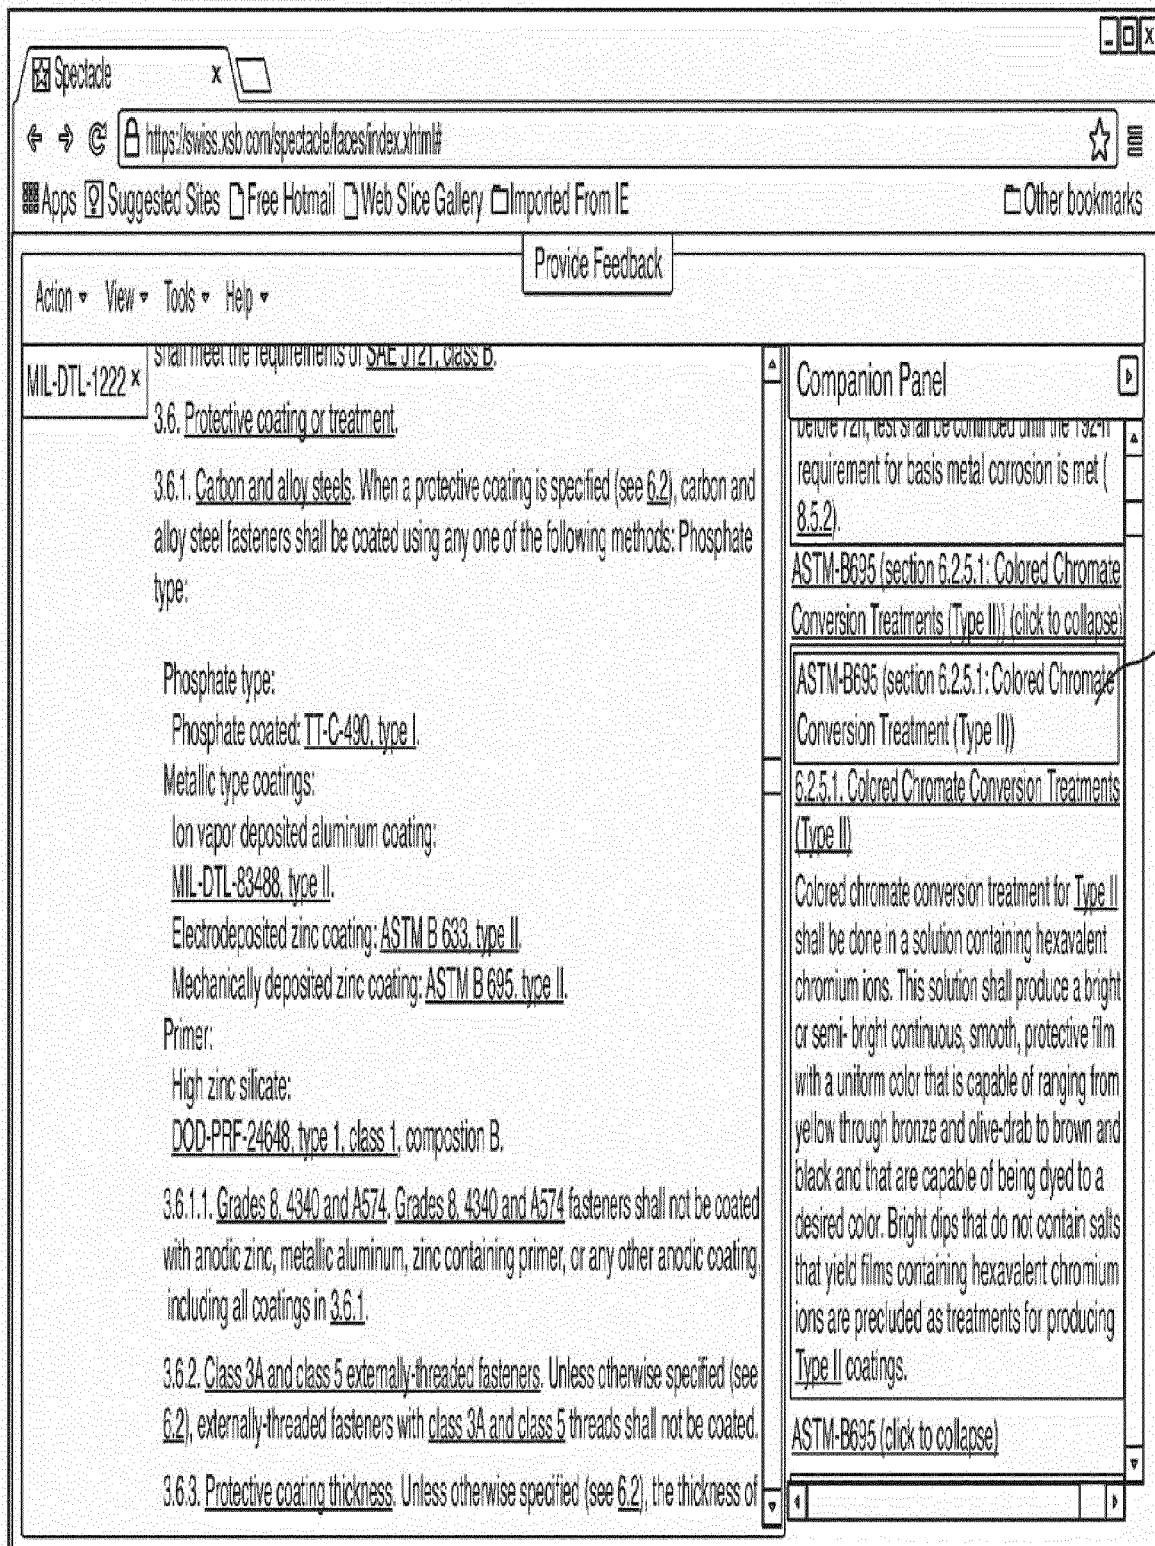 Spectacle x
https://swiss.xsb.com/spectacle/faces/index.xhtml#
Apps Suggested Sites Free Hotmail Web Slice Gallery Imported From IE Other bookmarks
Provide Feedback
Action View Tools Help
MIL-DTL-1222 x
shall meet the requirements of SAE J121, class B.
3.6. Protective coating or treatment.
3.6.1. Carbon and alloy steels. When a protective coating is specified (see 6.2), carbon and
alloy steel fasteners shall be coated using any one of the following methods: Phosphate
type:
Phosphate type:
Phosphate coated: TT-C-490, type I.
Metallic type coatings:
Ion vapor deposited aluminum coating:
MIL-DTL-83488, type II.
Electrodeposited zinc coating: ASTM B 633, type II.
Mechanically deposited zinc coating: ASTM B 695, type II.
Primer:
High zinc silicate:
DOD-PRF-24648, type 1, class 1, compostion B.
3.6.1.1. Grades 8, 4340 and A574. Grades 8, 4340 and A574 fasteners shall not be coated
with anodic zinc, metallic aluminum, zinc containing primer, or any other anodic coating
including all coatings in 3.6.1.
3.6.2. Class 3A and class 5 externally-threaded fasteners. Unless otherwise specified (see
6.2), externally-threaded fasteners with class 3A and class 5 threads shall not be coated.
3.6.3. Protective coating thickness. Unless otherwise specified (see 6.2), the thickness of
Companion Panel
before 72h, test shall be continued until the 192-h
requirement for basis metal corrosion is met (
8.5.2).
ASTM-B695 (section 6.2.5.1: Colored Chromate
Conversion Treatments (Type II)) (click to collapse)
ASTM-B695 (section 6.2.5.1: Colored Chromate
Conversion Treatment (Type II))
6.2.5.1. Colored Chromate Conversion Treatments
(Type II)
Colored chromate conversion treatment for Type II
shall be done in a solution containing hexavalent
chromium ions. This solution shall produce a bright
or semi- bright continuous, smooth, protective film
with a uniform color that is capable of ranging from
yellow through bronze and olive-drab to brown and
black and that are capable of being dyed to a
desired color. Bright dips that do not contain salts
that yield films containing hexavalent chromium
ions are precluded as treatments for producing
Type II coatings.
ASTM-B695 (click to collapse)